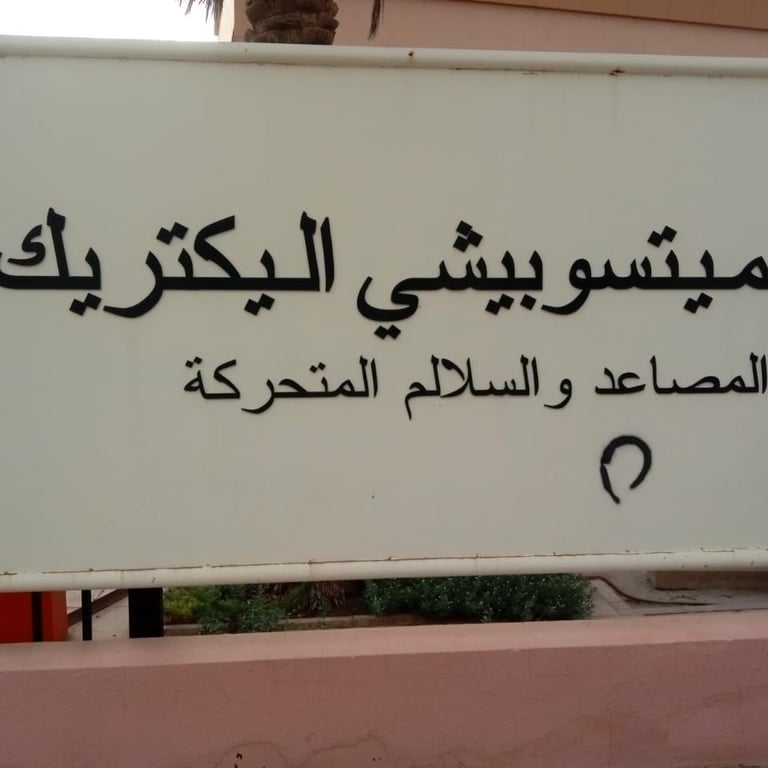 ميتسوبيشي اليكتريك
المصاعد والسلالم المتحركة